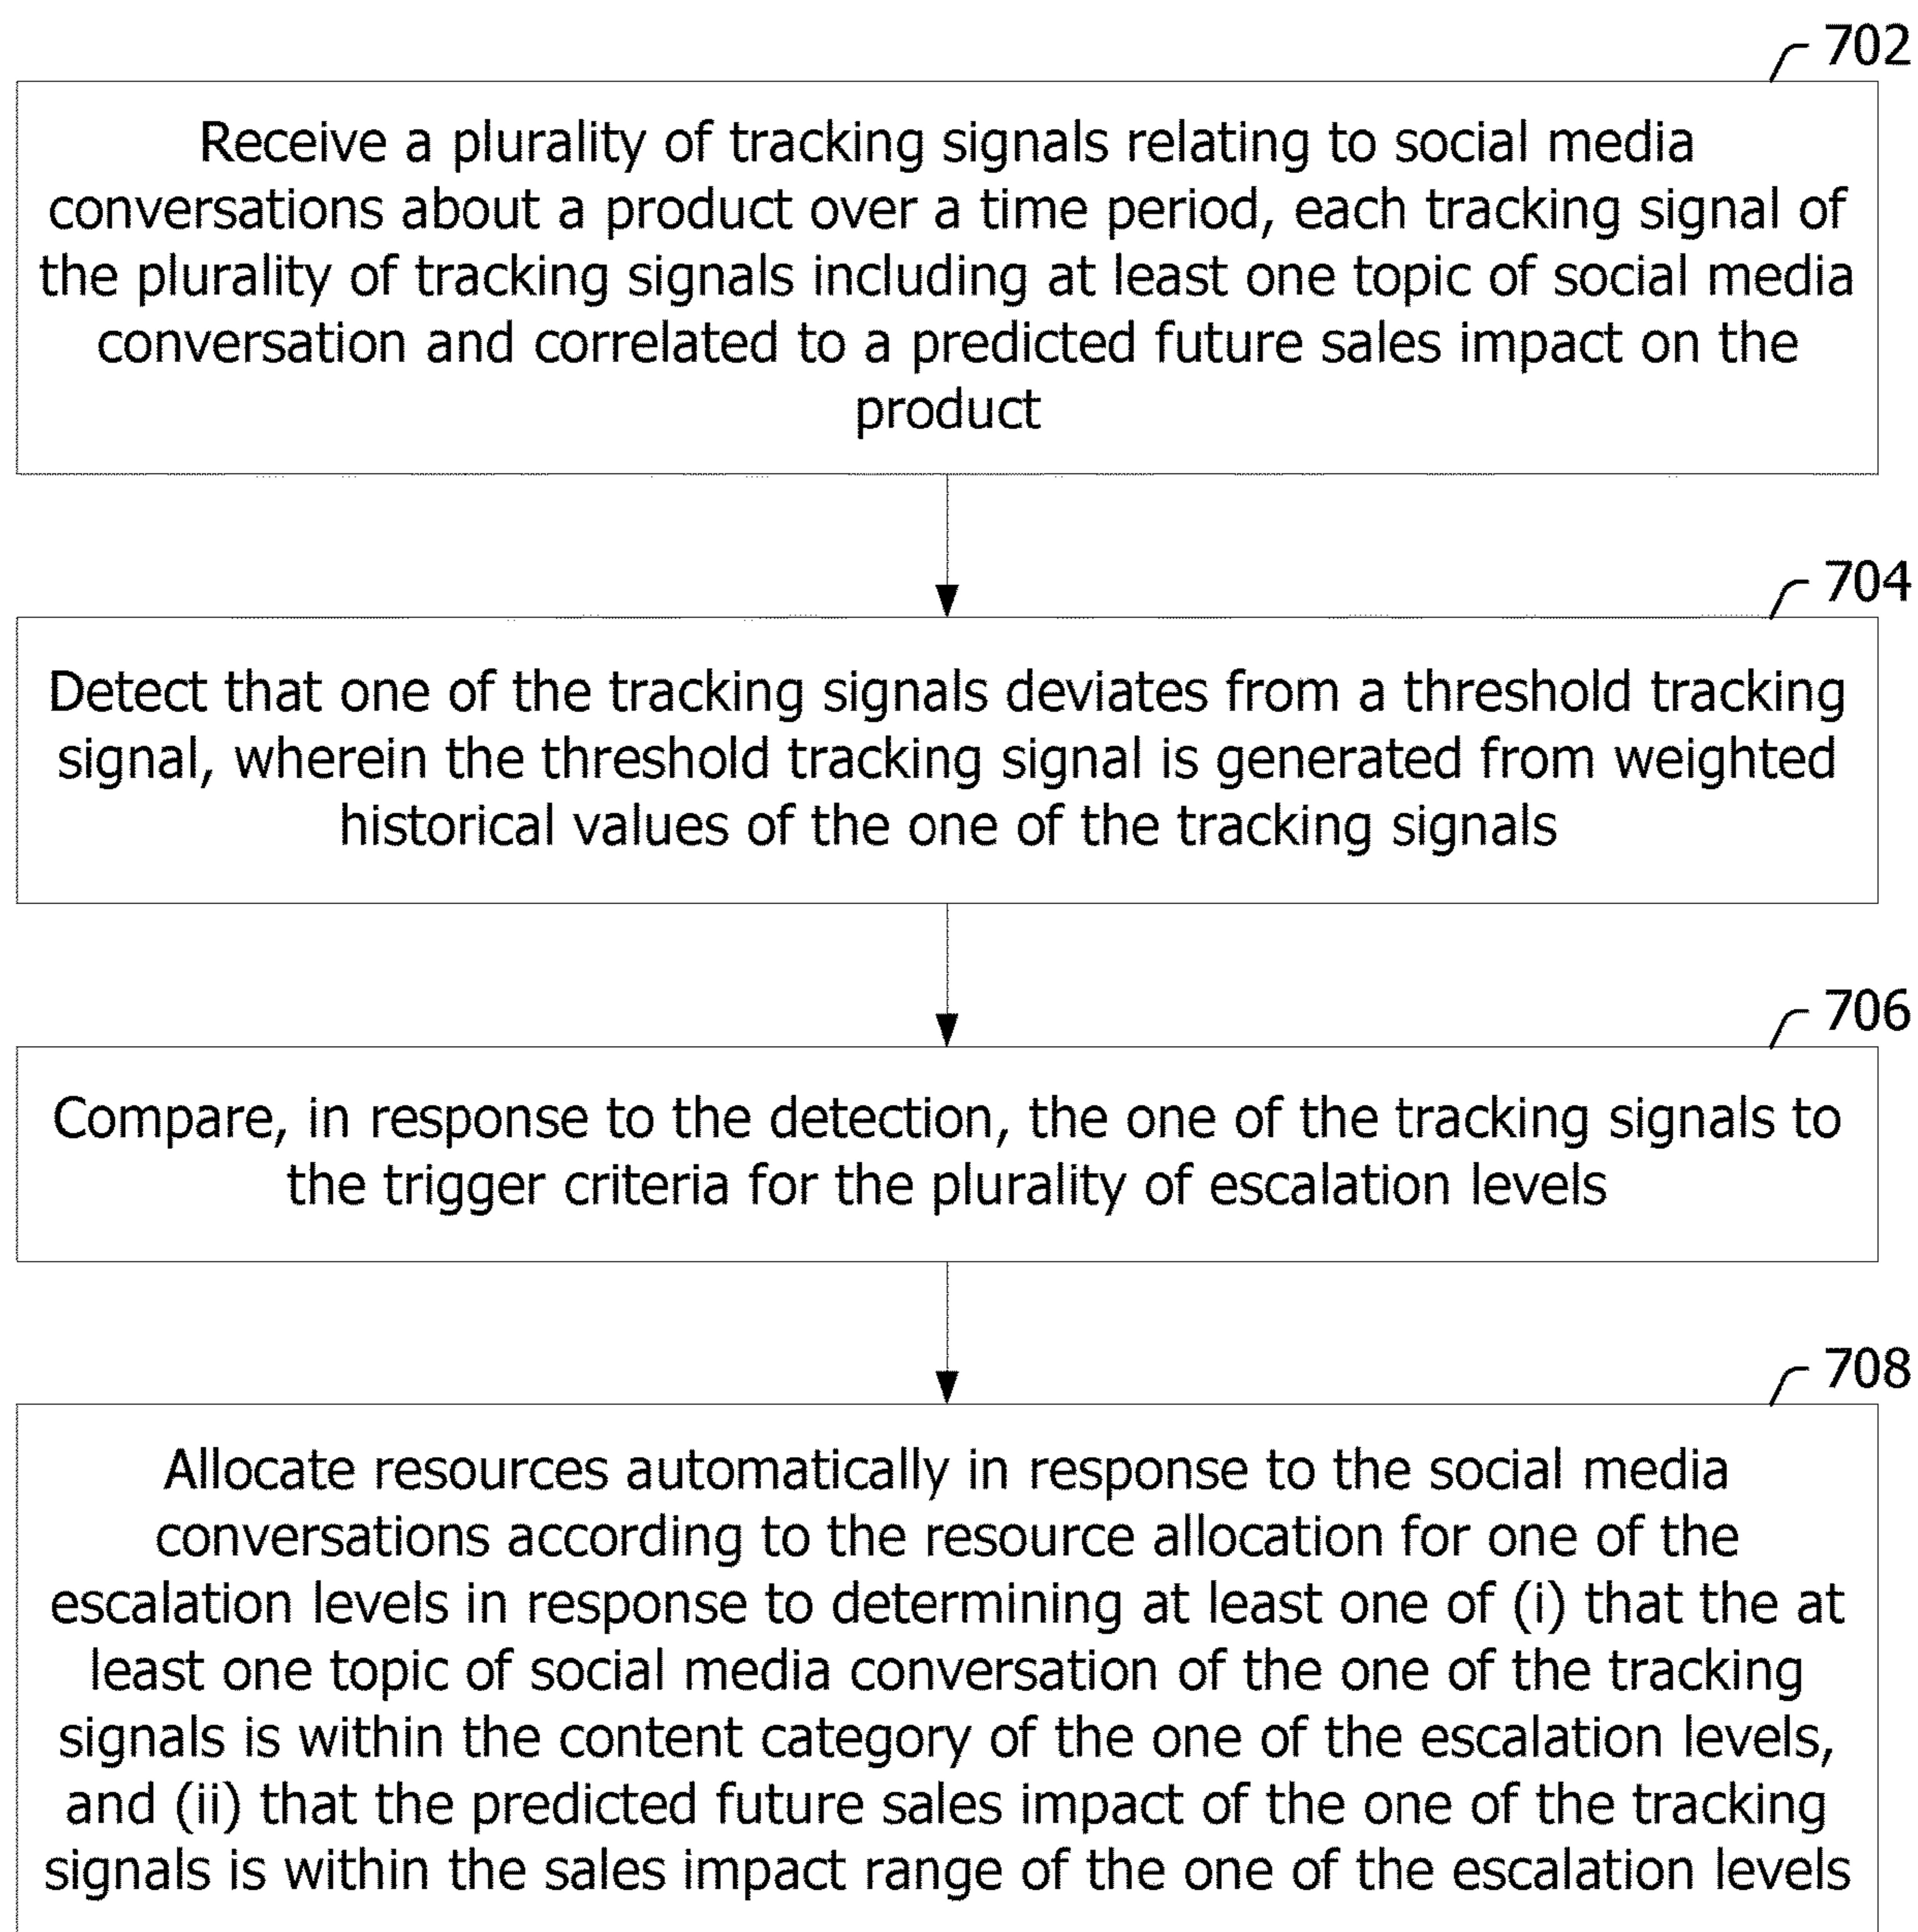 702
Receive a plurality of tracking signals relating to social media
conversations about a product over a time period, each tracking signal of
the plurality of tracking signals including at least one topic of social media
conversation and correlated to a predicted future sales impact on the
product
704
Detect that one of the tracking signals deviates from a threshold tracking
signal, wherein the threshold tracking signal is generated from weighted
historical values of the one of the tracking signals
706
Compare, in response to the detection, the one of the tracking signals to
the trigger criteria for the plurality of escalation levels
708
Allocate resources automatically in response to the social media
conversations according to the resource allocation for one of the
escalation levels in response to determining at least one of (i) that the at
least one topic of social media conversation of the one of the tracking
signals is within the content category of the one of the escalation levels,
and (ii) that the predicted future sales impact of the one of the tracking
signals is within the sales impact range of the one of the escalation levels